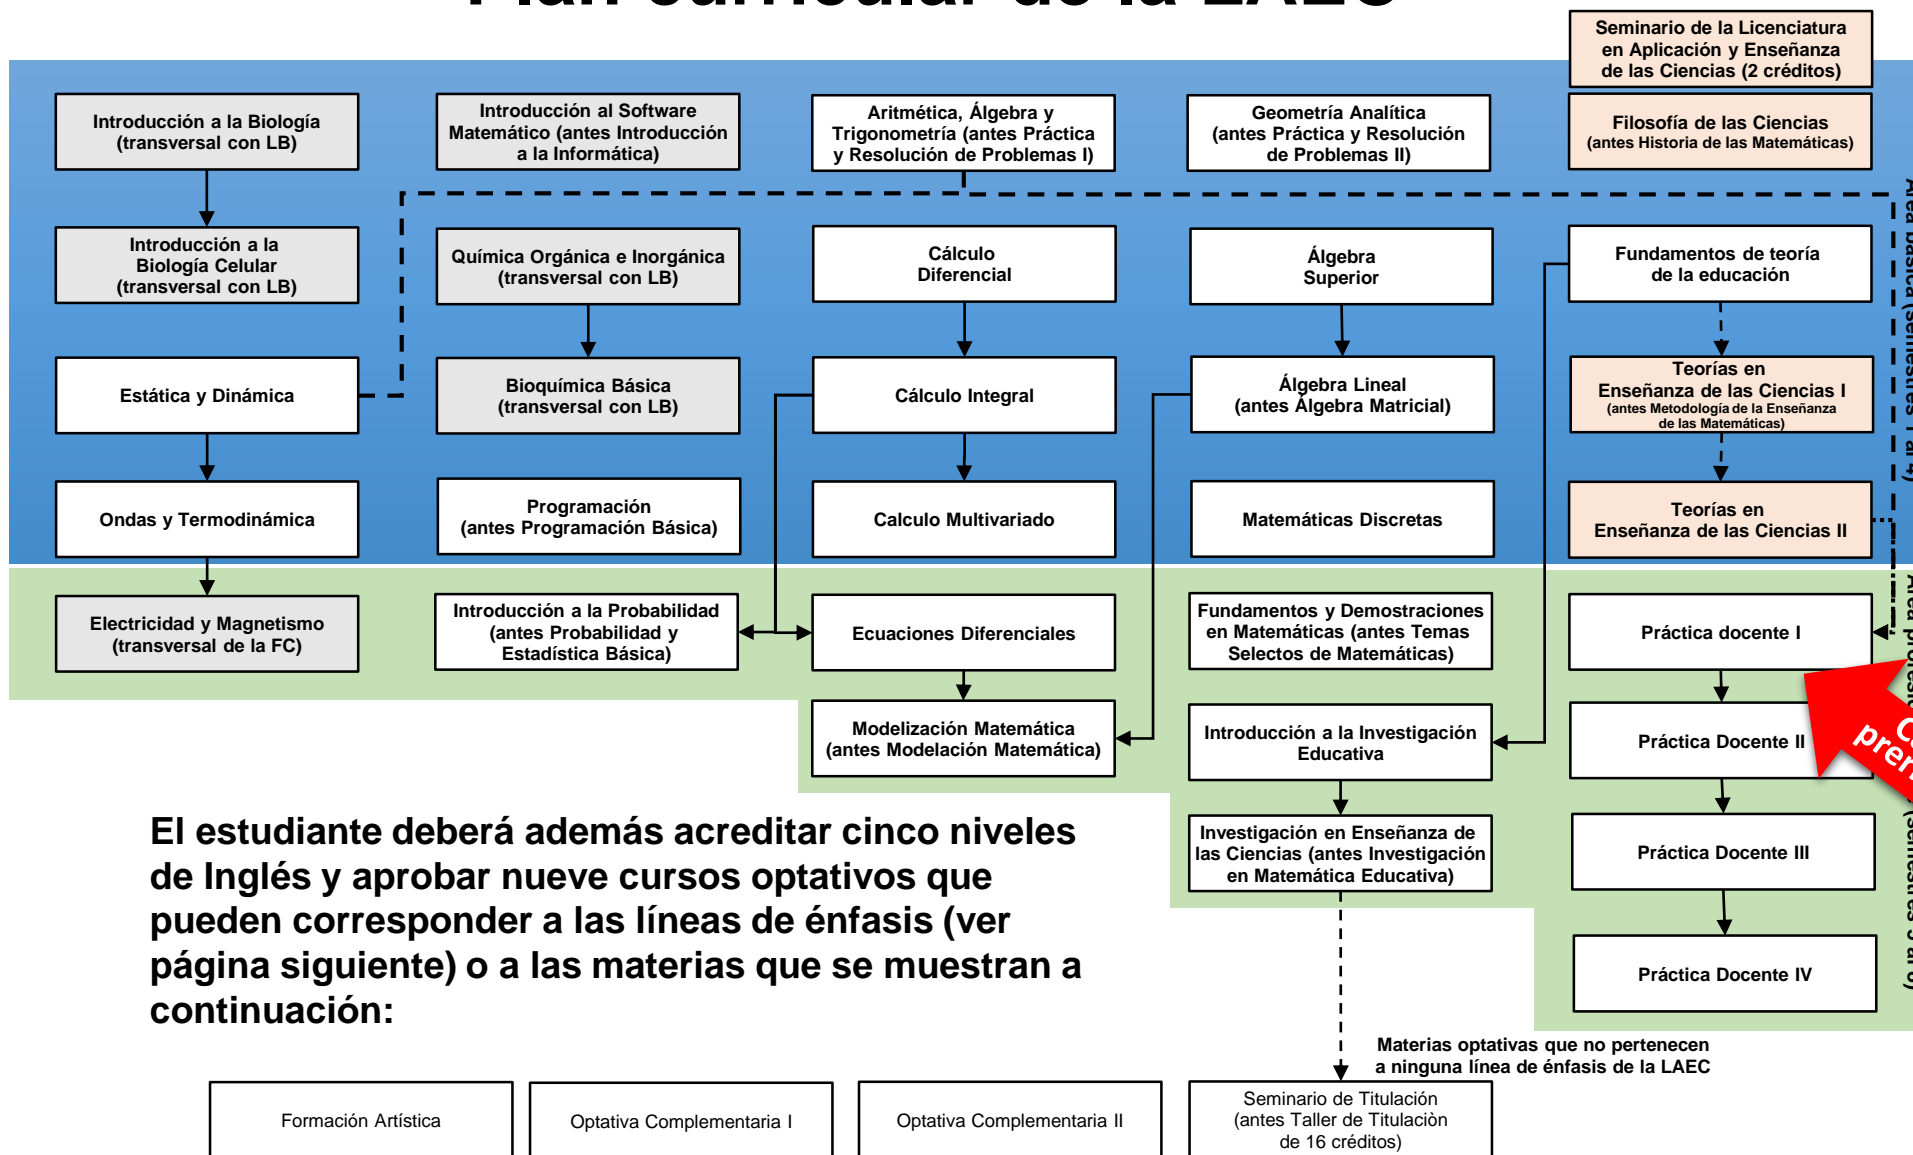 Plan curricular de la LAEC
Seminario de la Licenciatura
en Aplicación y Enseñanza
de las Ciencias (2 créditos)
Introducción a la Biología
(transversal con LB)
Introducción al Software
Matemático (antes Introducción
a la Informática)
Aritmética, Álgebra y
Trigonometría (antes Práctica
y Resolución de Problemas I)
Geometría Analítica
(antes Práctica y Resolución
de Problemas II)
Filosofía de las Ciencias
(antes Historia de las Matemáticas)
Introducción a la
Biología Celular
(transversal con LB)
Química Orgánica e Inorgánica
(transversal con LB)
Cálculo
Diferencial
Álgebra
Superior
Fundamentos de teoría
de la educación
Estática y Dinámica
Bioquímica Básica
(transversal con LB)
Cálculo Integral
Álgebra Lineal
(antes Álgebra Matricial)
Teorías en
Enseñanza de las Ciencias I
(antes Metodología de la Enseñanza
de las Matemáticas)
Ondas y Termodinámica
Programación
(antes Programación Básica)
Calculo Multivariado
Matemáticas Discretas
Teorías en
Enseñanza de las Ciencias II
Área básica (semestres 1 al 4)
Electricidad y Magnetismo
(transversal de la FC)
Introducción a la Probabilidad
(antes Probabilidad y
Estadística Básica)
Ecuaciones Diferenciales
Fundamentos y Demostraciones
en Matemáticas (antes Temas
Selectos de Matemáticas)
Práctica docente I
Modelización Matemática
(antes Modelación Matemática)
Introducción a la Investigación
Educativa
Práctica Docente II
Investigación en Enseñanza de
las Ciencias (antes Investigación
en Matemática Educativa)
Práctica Docente III
Práctica Docente IV
Área
El estudiante deberá además acreditar cinco niveles
de Inglés y aprobar nueve cursos optativos que
pueden corresponder a las líneas de énfasis (ver
página siguiente) o a las materias que se muestran a
continuación:
Materias optativas que no pertenecen
a ninguna línea de énfasis de la LAEC
Formación Artística
Optativa Complementaria I
Optativa Complementaria II
Seminario de Titulación
(antes Taller de Titulaciòn
de 16 créditos)